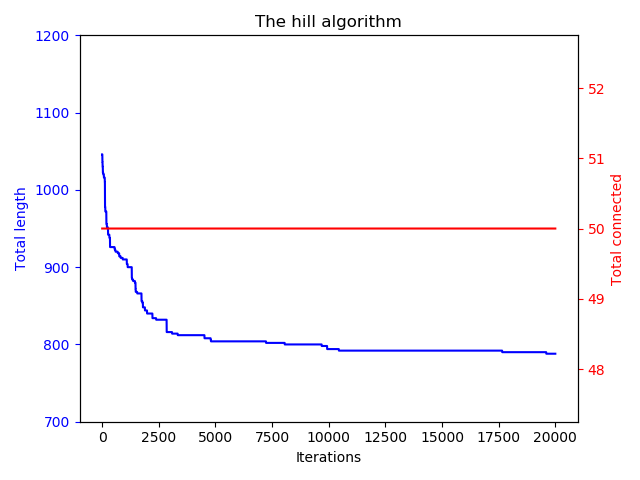 The hill algorithm
1200
1100
1000
900
800
700
Total length
52
51
50
49
48
Total connected
0 2500 5000 7500 10000 12500 15000 17500 20000
Iterations